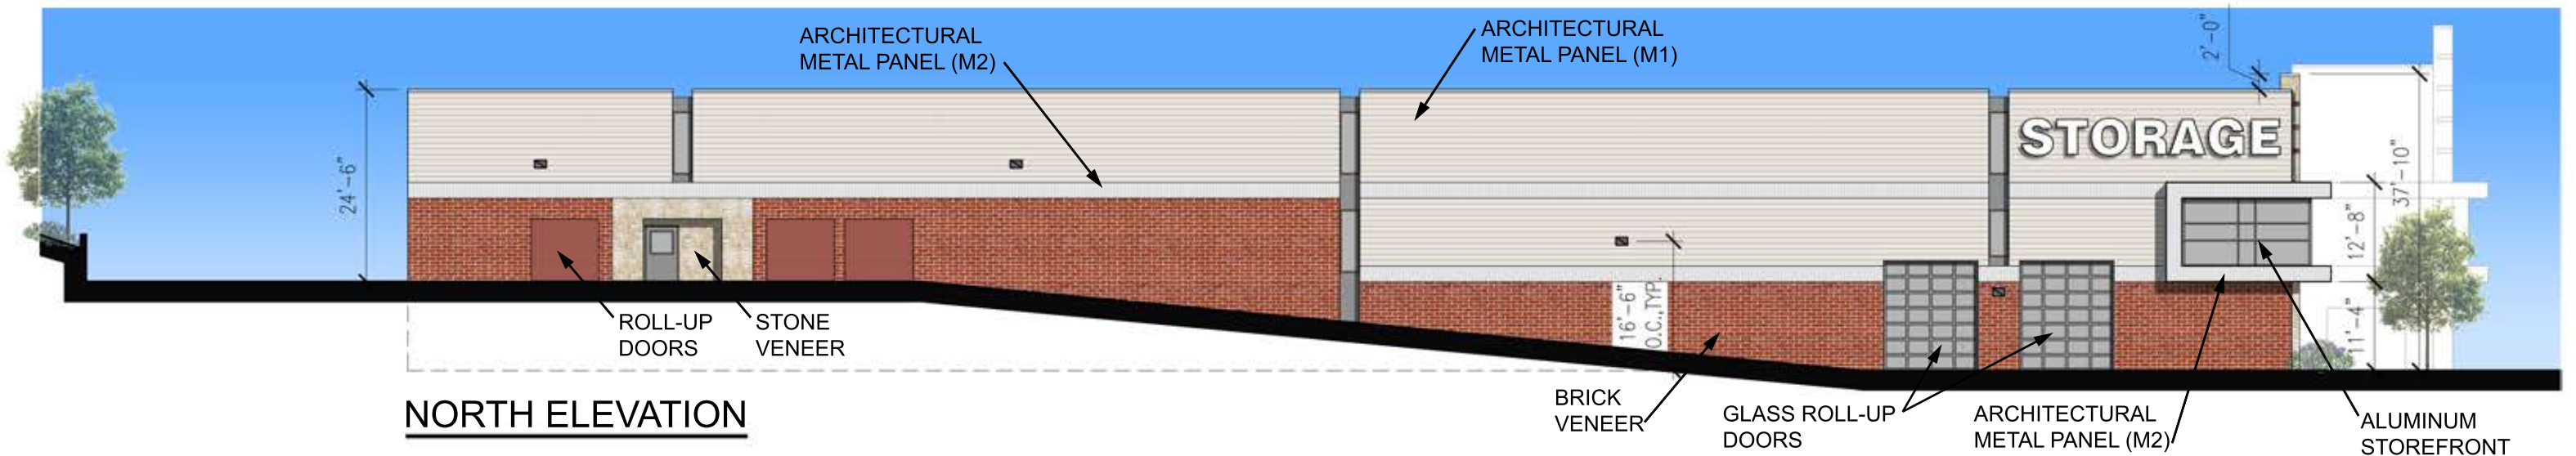 ARCHITECTURAL
METAL PANEL (M2)
ARCHITECTURAL
METAL PANEL (M1)
2'-0"
STORAGE
24'-6"
37'-10"
12'-8"
11'-4"
16'-6"
O.C.,TYP.
ROLL-UP
DOORS
STONE
VENEER
BRICK
VENEER
GLASS ROLL-UP
DOORS
ARCHITECTURAL
METAL PANEL (M2)
ALUMINUM
STOREFRONT
NORTH ELEVATION